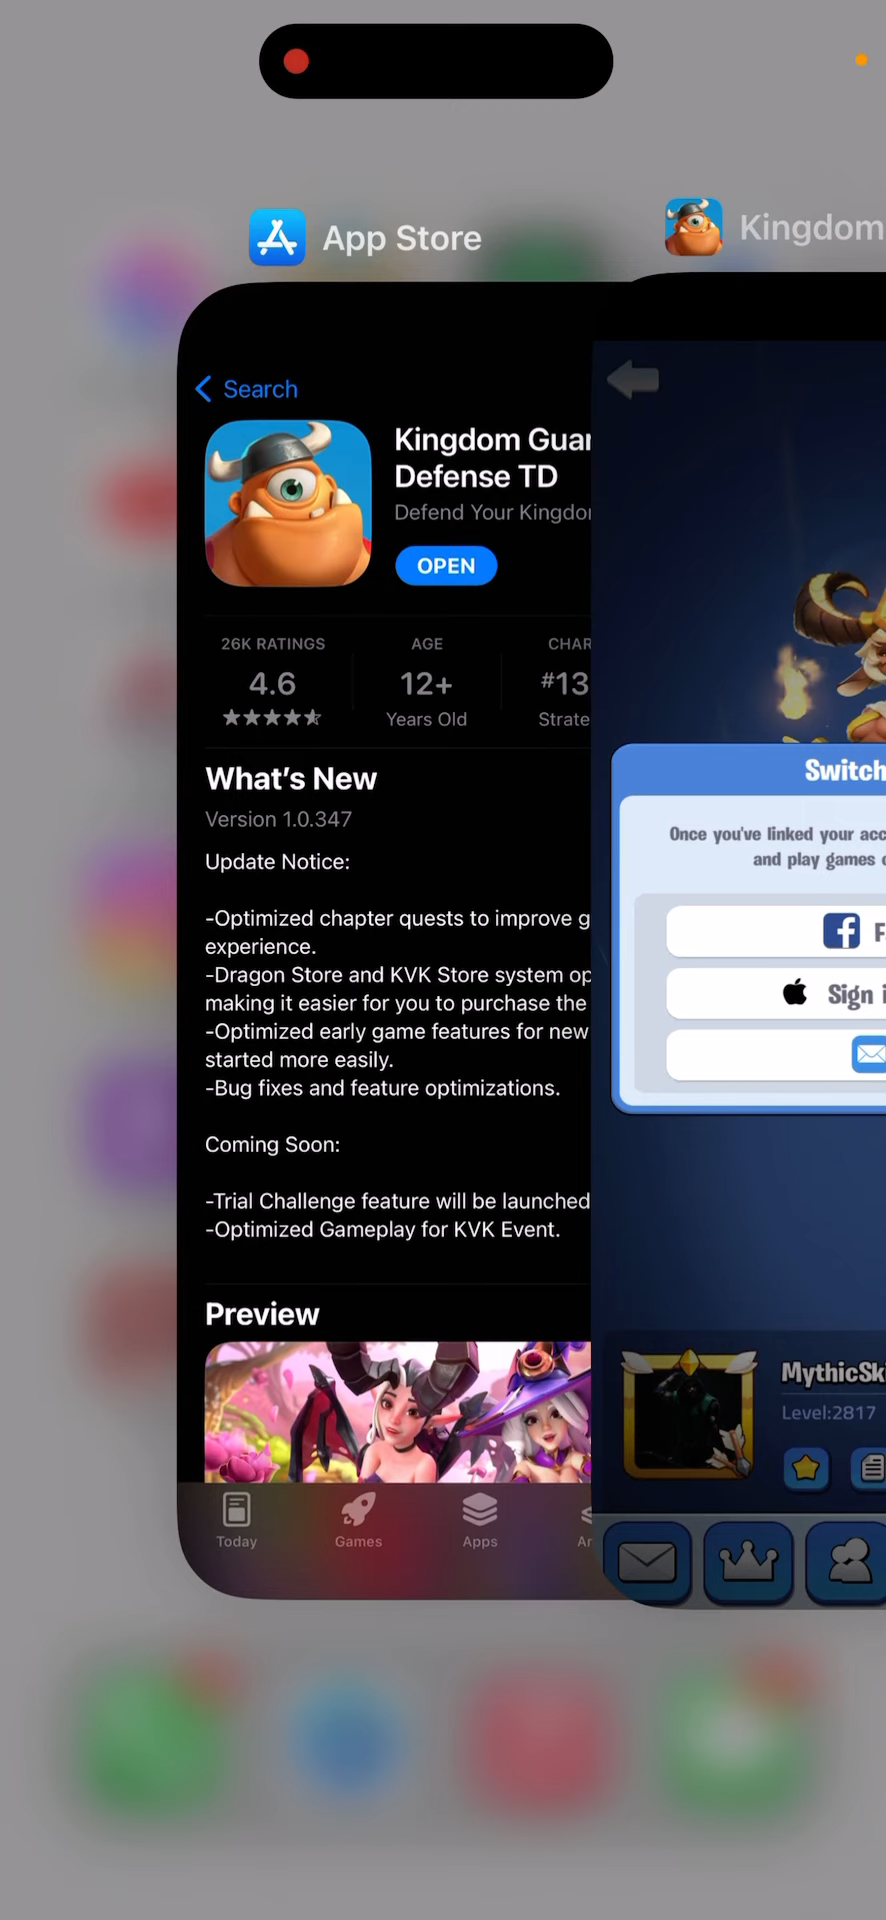 App Store
Kingdom
Search
Kingdom Guar
Defense TD
Defend Your Kingdo
OPEN
26K RATINGS
AGE
CHAR
4.6
12+
#13
Years Old
Strate
What's New
Version 1.0.347
Update Notice:
-Optimized chapter quests to improve g
experience.
-Dragon Store and KVK Store system op
making it easier for you to purchase the
-Optimized early game features for new
started more easily.
-Bug fixes and feature optimizations.
Coming Soon:
-Trial Challenge feature will be launched
-Optimized Gameplay for KVK Event.
Preview
Today
Games
Apps
Ar
Switch
Once you've linked your acc
and play games
F
Sign i
MythicSk
Level:2817